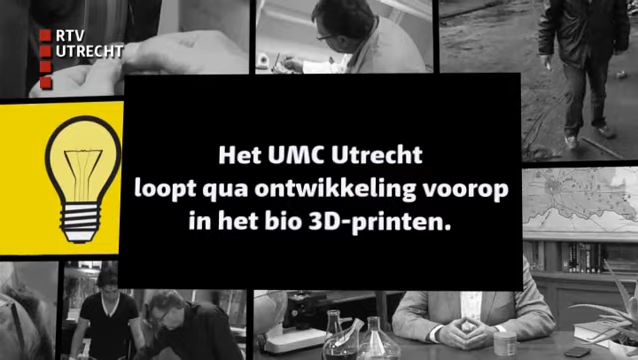 RTV
UTRECHT
Het UMC Utrecht
loopt qua ontwikkeling voorop
in het bio 3D-printen.